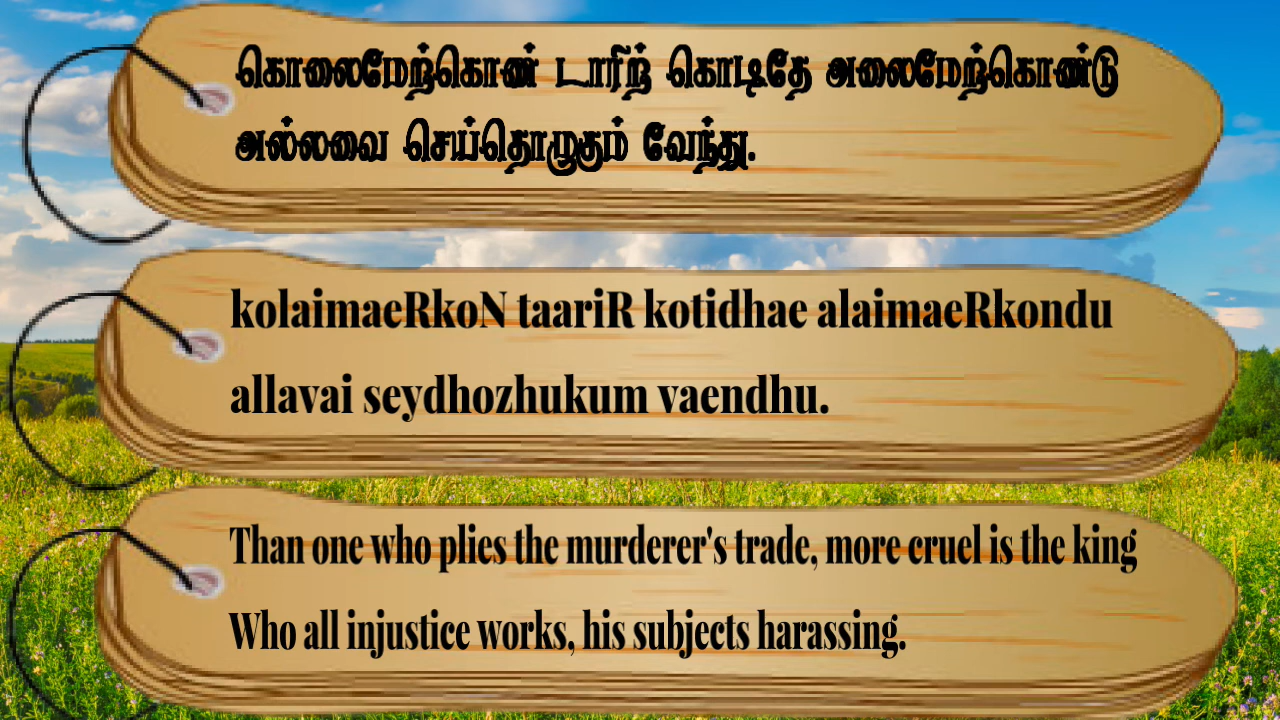 கொலைமேற்கொண் டாரிற் கொடிதே அலைமேற்கொண்டு
அல்லவை செய்தொழுகும் வேந்து.
kolaimaeRkoN taariR kotidhae alaimaeRkondu
allavai seydhozhukum vaendhu.
Than one who plies the murderer's trade, more cruel is the king
Who all injustice works, his subjects harassing.